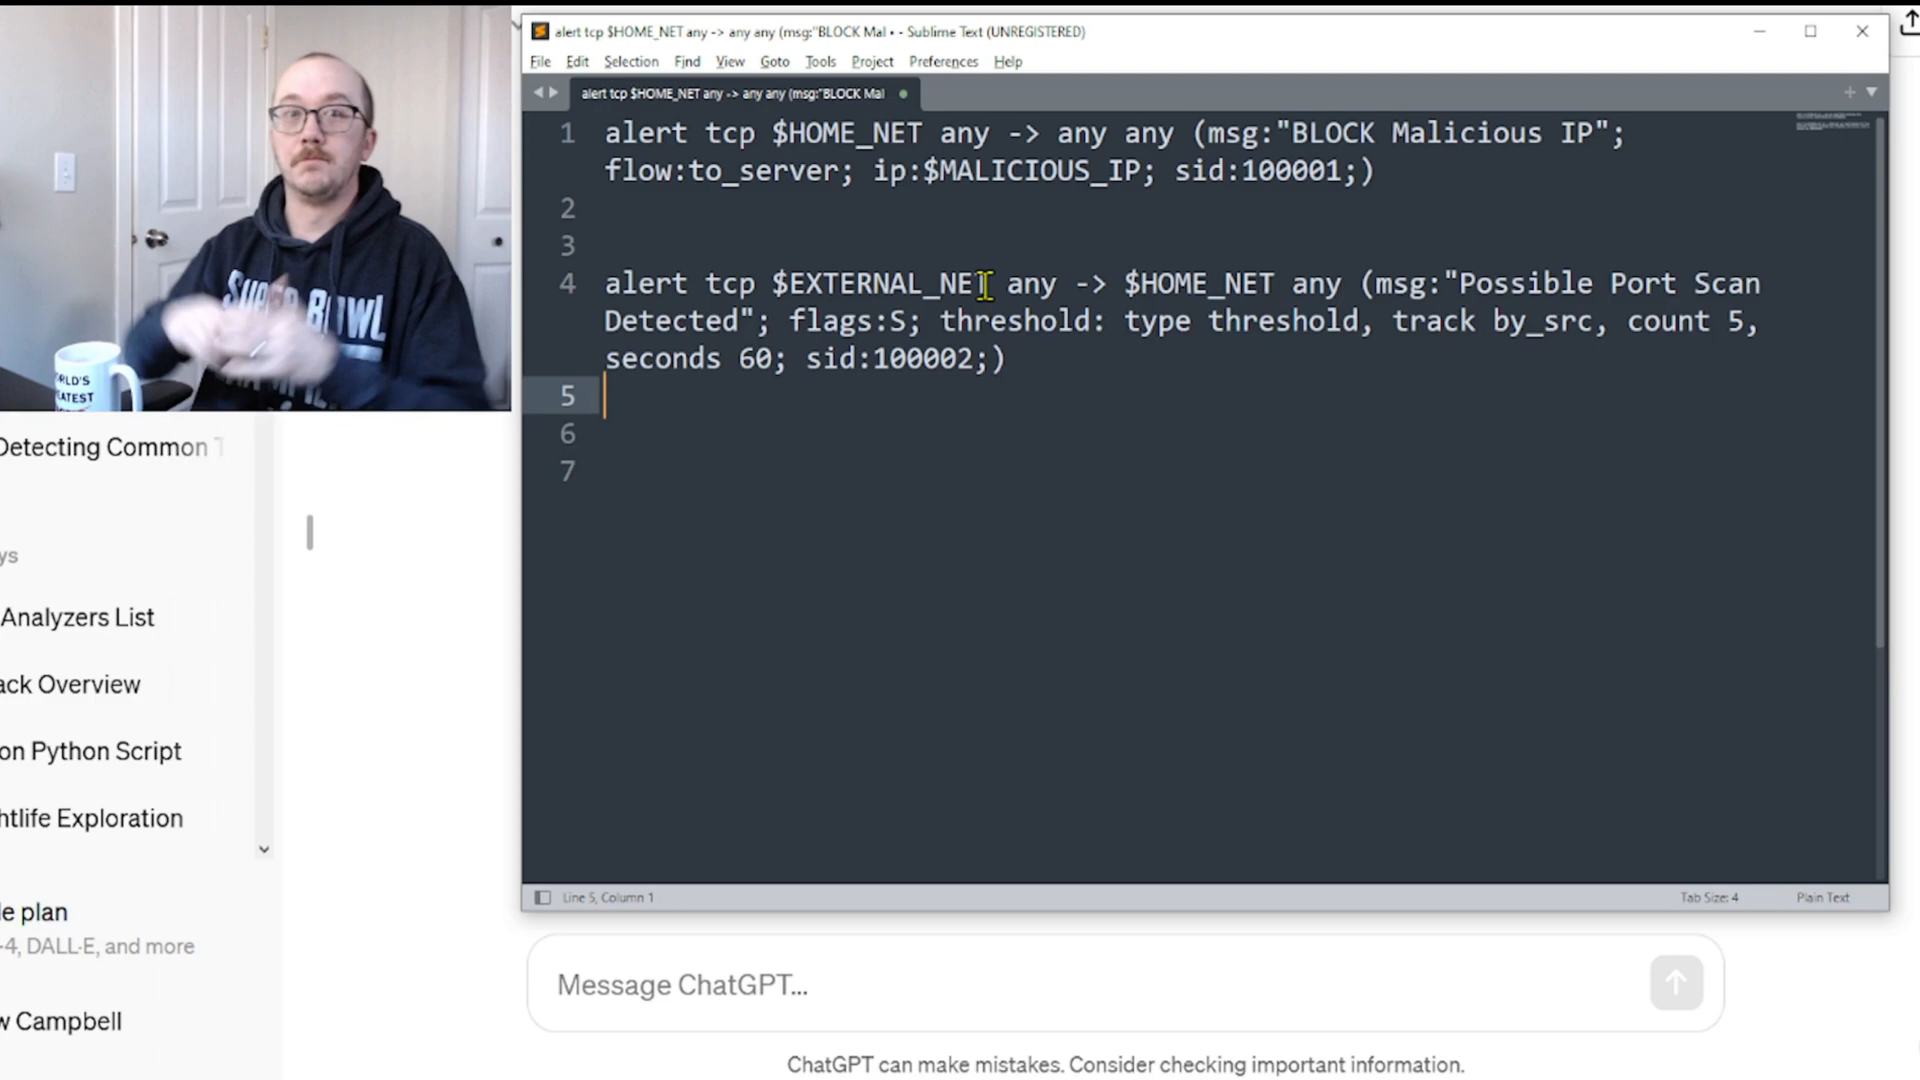 alert tcp $HOME_NET any -> any any (msg:"BLOCK Mal • - Sublime Text (UNREGISTERED)
File Edit Selection Find View Goto Tools Project Preferences Help
alert tcp $HOME_NET any -> any any (msg:"BLOCK Mal
1 alert tcp $HOME_NET any -> any any (msg:"BLOCK Malicious IP";
flow:to_server; ip:$MALICIOUS_IP; sid:100001;)
2
3
4 alert tcp $EXTERNAL_NET any -> $HOME_NET any (msg:"Possible Port Scan
Detected"; flags:S; threshold: type threshold, track by_src, count 5,
seconds 60; sid:100002;)
5
6
7
Line 5, Column 1
Tab Size: 4
Plain Text
SUPER BOWL
Detecting Common
ys
Analyzers List
ack Overview
on Python Script
htlife Exploration
le plan
-4, DALL·E, and more
w Campbell
Message ChatGPT...
ChatGPT can make mistakes. Consider checking important information.